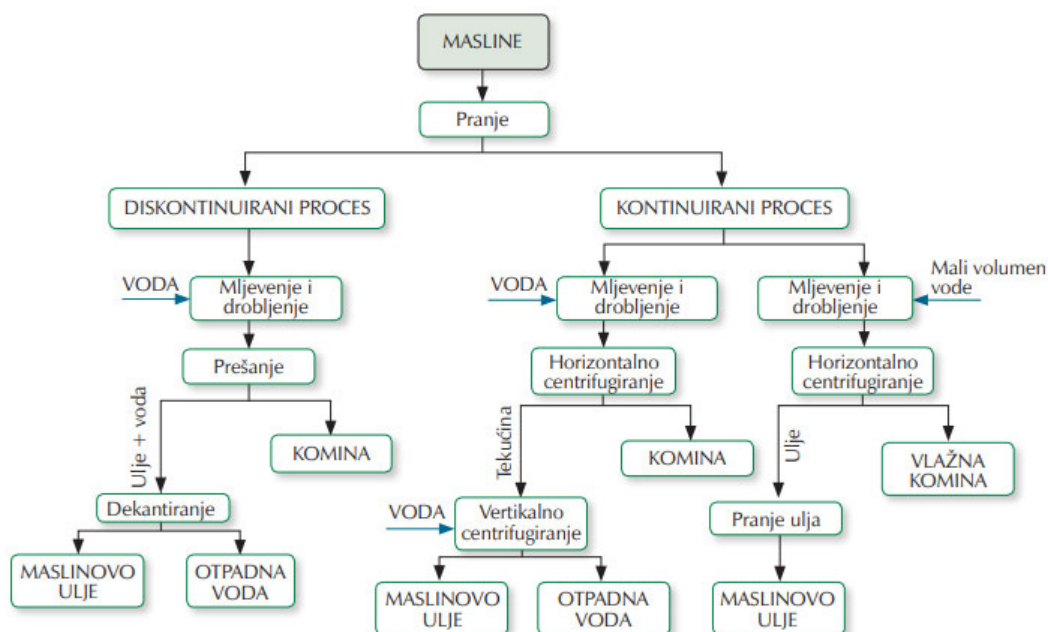 MASLINE
Pranje
DISKONTINUIRANI PROCES
KONTINUIRANI PROCES
VODA
Mljevenje i
drobljenje
VODA
Mljevenje i
drobljenje
Mljevenje i
drobljenje
Mali volumen
vode
Prešanje
Horizontalno
centrifugiranje
Horizontalno
centrifugiranje
Ulje + voda
KOMINA
Tekućina
KOMINA
Ulje
VLAŽNA
KOMINA
Dekantiranje
VODA
Vertikalno
centrifugiranje
Pranje ulja
MASLINOVO
ULJE
OTPADNA
VODA
MASLINOVO
ULJE
OTPADNA
VODA
MASLINOVO
ULJE